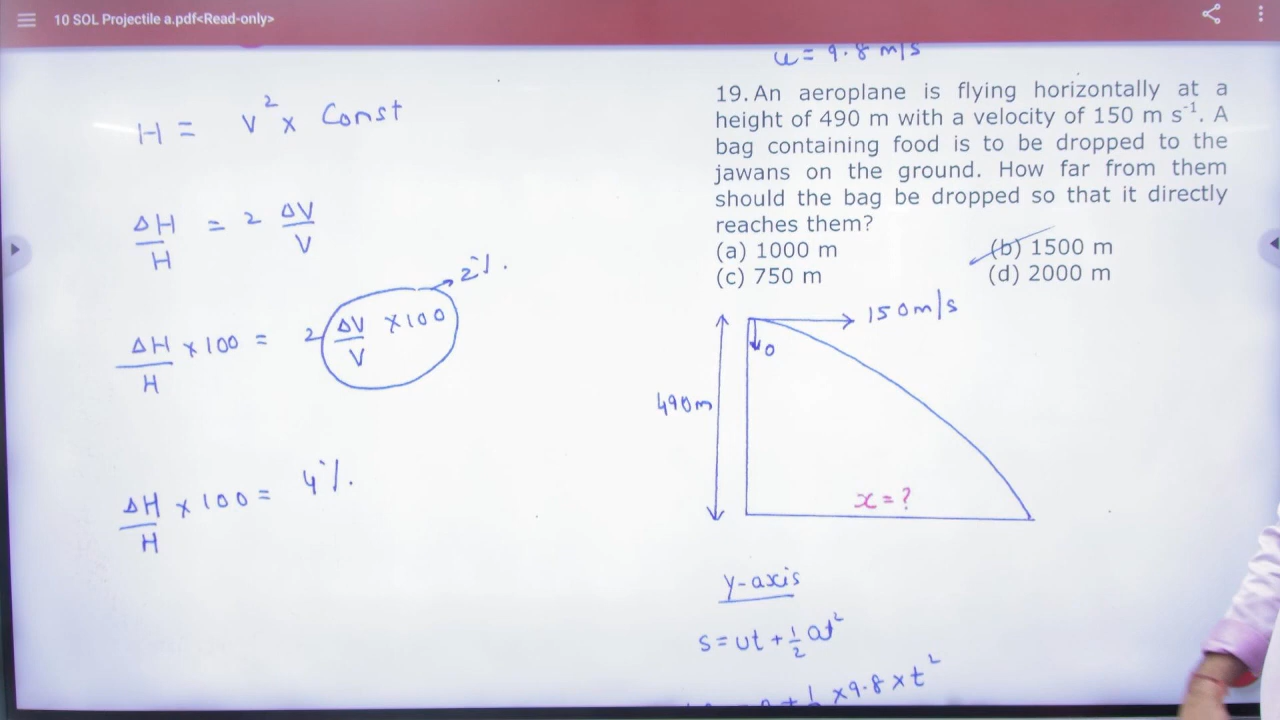 10 SOL Projectile a.pdf<Read-only>
H = V² x Const
ΔH/H = 2 ΔV/V
ΔH/H x 100 = 2 ΔV/V x 100 → 2%.
ΔH/H x 100 = 4%.
u = 9.8 m/s
19. An aeroplane is flying horizontally at a
height of 490 m with a velocity of 150 m s⁻¹. A
bag containing food is to be dropped to the
jawans on the ground. How far from them
should the bag be dropped so that it directly
reaches them?
(a) 1000 m (b) 1500 m
(c) 750 m (d) 2000 m
150m/s
0
490m
x = ?
y-axis
s = ut + ½ at²
x 9.8 x t²